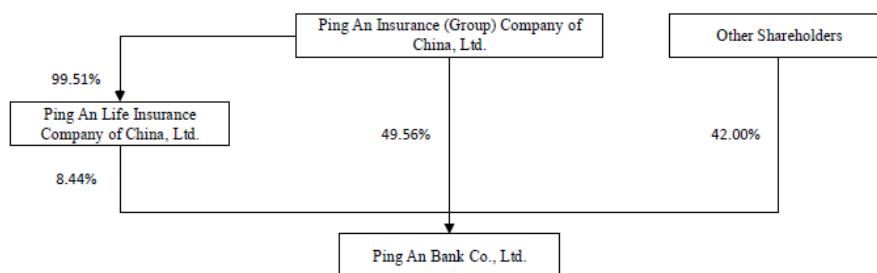 Ping An Insurance (Group) Company of
China, Ltd.
Other Shareholders
99.51%
Ping An Life Insurance
Company of China, Ltd.
49.56%
42.00%
8.44%
Ping An Bank Co., Ltd.